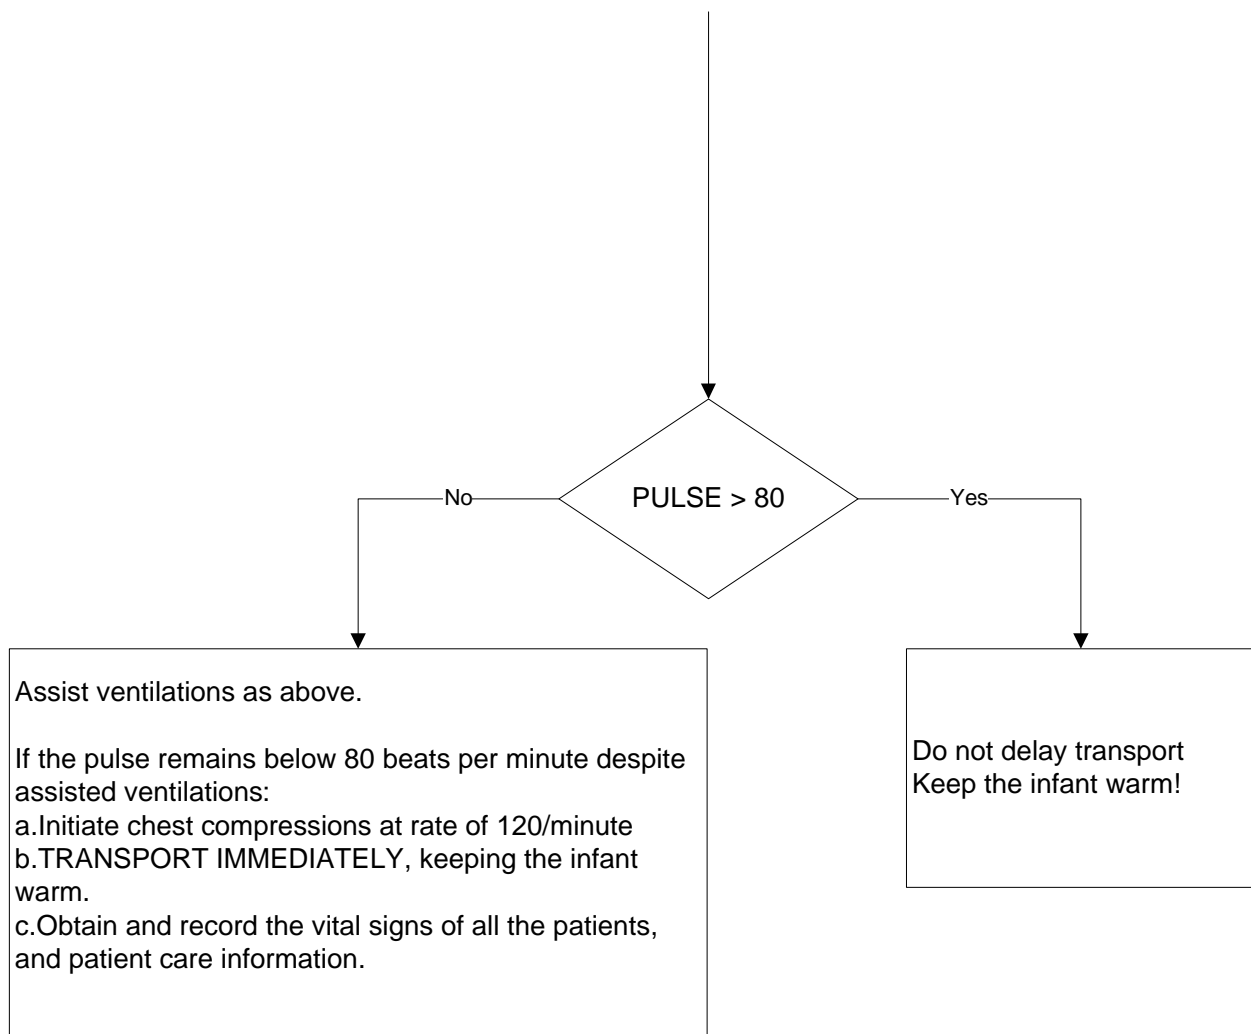 PULSE > 80
No
Yes
Assist ventilations as above.
If the pulse remains below 80 beats per minute despite
assisted ventilations:
a.Initiate chest compressions at rate of 120/minute
b.TRANSPORT IMMEDIATELY, keeping the infant
warm.
c.Obtain and record the vital signs of all the patients,
and patient care information.
Do not delay transport
Keep the infant warm!